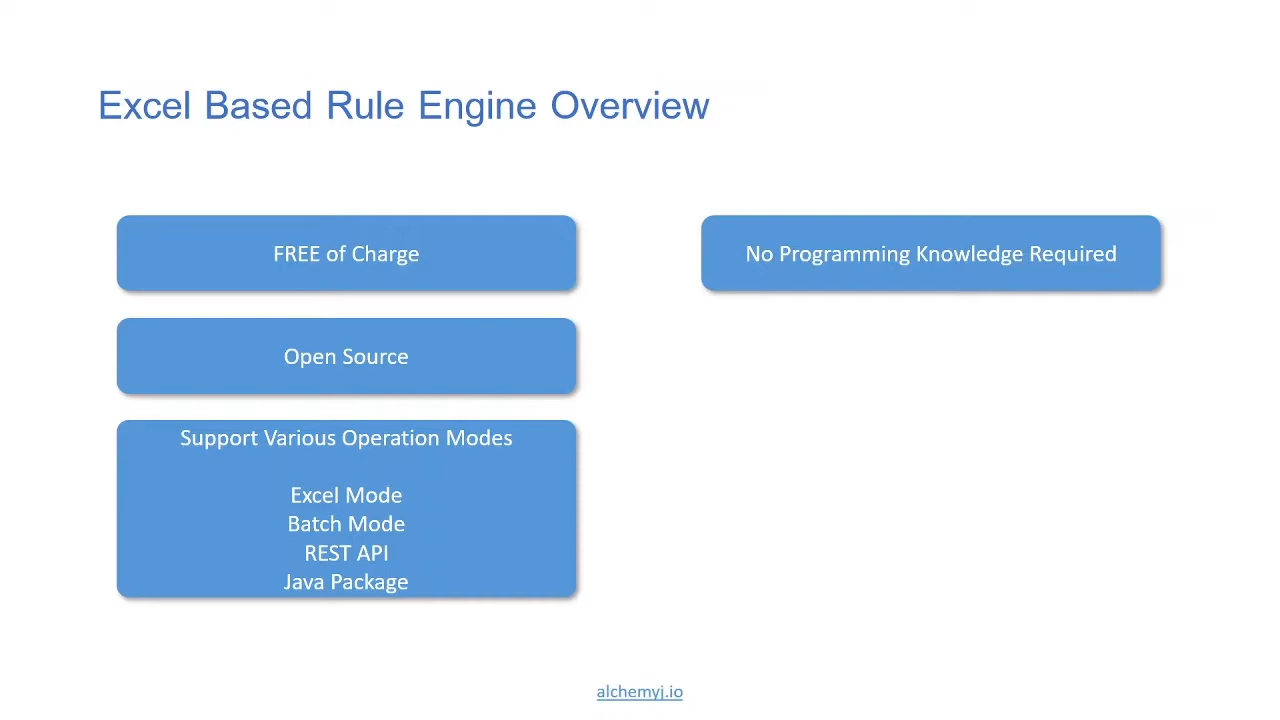 Excel Based Rule Engine Overview
FREE of Charge
Open Source
Support Various Operation Modes
Excel Mode
Batch Mode
REST API
Java Package
No Programming Knowledge Required
alchemyj.io